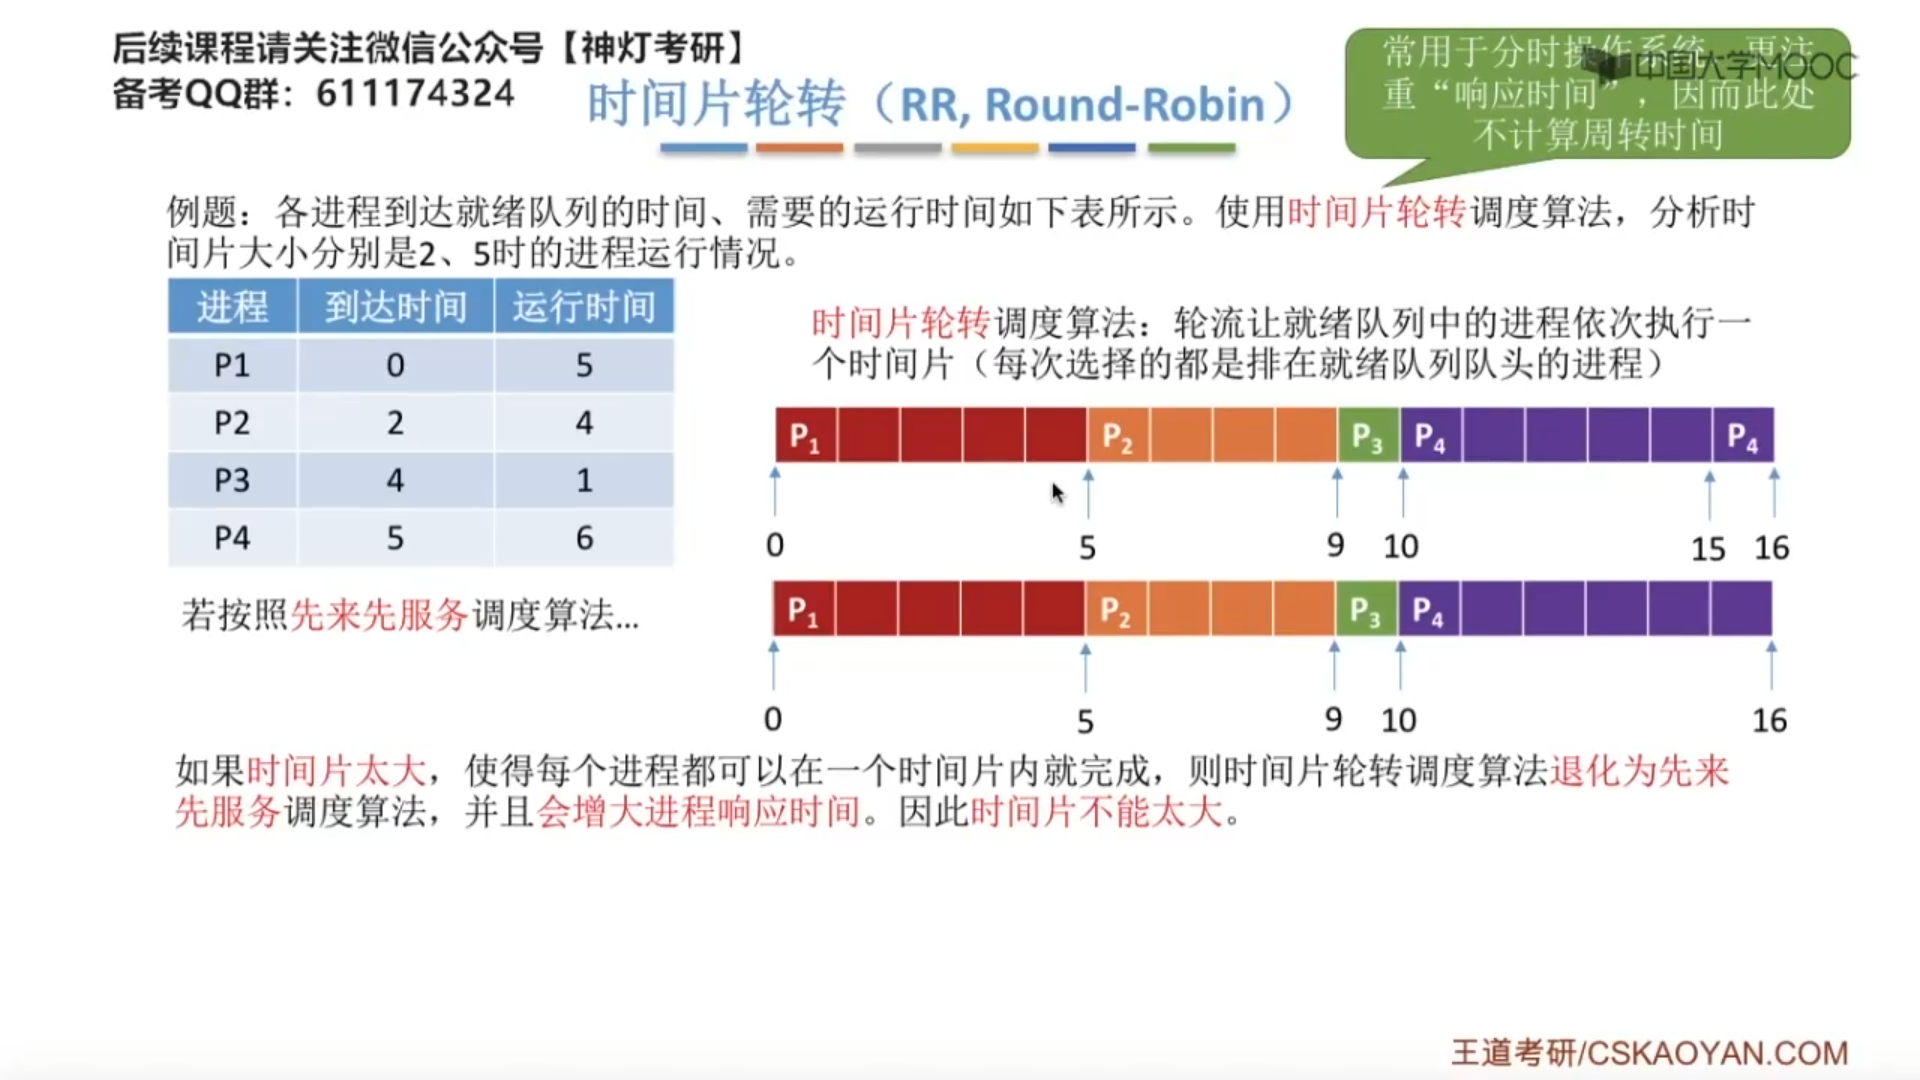 后续课程请关注微信公众号【神灯考研】
备考QQ群：611174324
时间片轮转（RR, Round-Robin）
常用于分时操作系统，更注
重“响应时间”，因而此处
不计算周转时间
中国大学MOOC
例题：各进程到达就绪队列的时间、需要的运行时间如下表所示。使用时间片轮转调度算法，分析时
间片大小分别是2、5时的进程运行情况。
进程 到达时间 运行时间
P1 0 5
P2 2 4
P3 4 1
P4 5 6
时间片轮转调度算法：轮流让就绪队列中的进程依次执行一
个时间片（每次选择的都是排在就绪队列队头的进程）
P1 P2 P3 P4 P4
0 5 9 10 15 16
若按照先来先服务调度算法...
P1 P2 P3 P4
0 5 9 10 16
如果时间片太大，使得每个进程都可以在一个时间片内就完成，则时间片轮转调度算法退化为先来
先服务调度算法，并且会增大进程响应时间。因此时间片不能太大。
王道考研/CSKAOYAN.COM